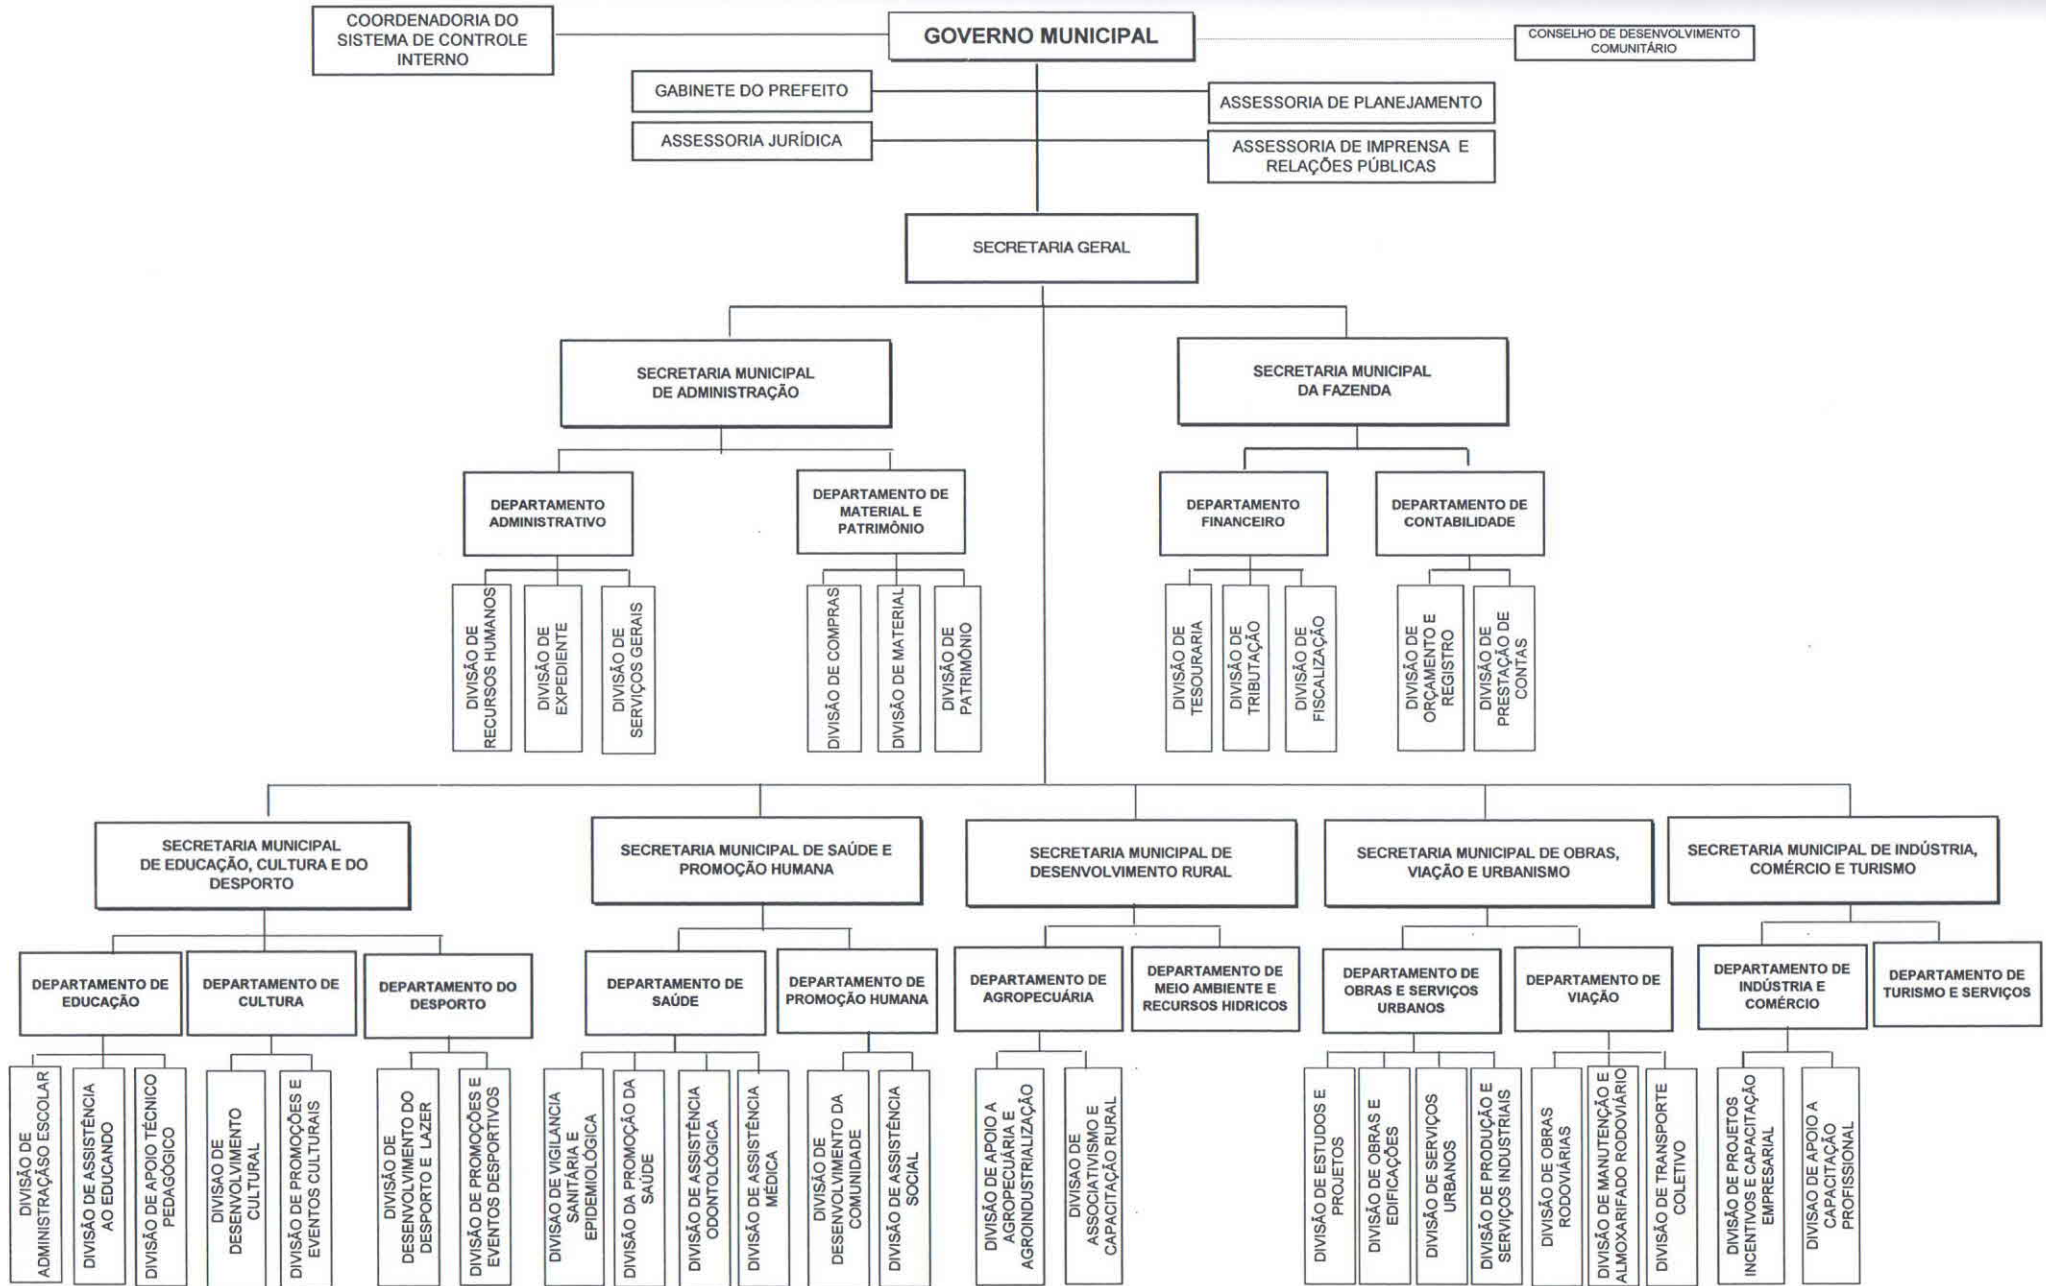 COORDENADORIA DO
SISTEMA DE CONTROLE
INTERNO
GOVERNO MUNICIPAL
CONSELHO DE DESENVOLVIMENTO
COMUNITÁRIO
GABINETE DO PREFEITO
ASSESSORIA DE PLANEJAMENTO
ASSESSORIA JURÍDICA
ASSESSORIA DE IMPRENSA E
RELAÇÕES PÚBLICAS
SECRETARIA GERAL
SECRETARIA MUNICIPAL
DE ADMINISTRAÇÃO
SECRETARIA MUNICIPAL
DA FAZENDA
DEPARTAMENTO
ADMINISTRATIVO
DEPARTAMENTO DE
MATERIAL E
PATRIMÔNIO
DEPARTAMENTO
FINANCEIRO
DEPARTAMENTO DE
CONTABILIDADE
DIVISÃO DE
RECURSOS HUMANOS
DIVISÃO DE
EXPEDIENTE
DIVISÃO DE
SERVIÇOS GERAIS
DIVISÃO DE COMPRAS
DIVISÃO DE MATERIAL
DIVISÃO DE
PATRIMÔNIO
DIVISÃO DE
TESOURARIA
DIVISÃO DE
TRIBUTAÇÃO
DIVISÃO DE
FISCALIZAÇÃO
DIVISÃO DE
ORÇAMENTO E
REGISTRO
DIVISÃO DE
PRESTAÇÃO DE
CONTAS
SECRETARIA MUNICIPAL
DE EDUCAÇÃO, CULTURA E DO
DESPORTO
SECRETARIA MUNICIPAL DE SAÚDE E
PROMOÇÃO HUMANA
SECRETARIA MUNICIPAL DE
DESENVOLVIMENTO RURAL
SECRETARIA MUNICIPAL DE OBRAS,
VIAÇÃO E URBANISMO
SECRETARIA MUNICIPAL DE INDÚSTRIA,
COMÉRCIO E TURISMO
DEPARTAMENTO DE
EDUCAÇÃO
DEPARTAMENTO DE
CULTURA
DEPARTAMENTO DO
DESPORTO
DEPARTAMENTO DE
SAÚDE
DEPARTAMENTO DE
PROMOÇÃO HUMANA
DEPARTAMENTO DE
AGROPECUÁRIA
DEPARTAMENTO DE
MEIO AMBIENTE E
RECURSOS HIDRICOS
DEPARTAMENTO DE
OBRAS E SERVIÇOS
URBANOS
DEPARTAMENTO DE
VIAÇÃO
DEPARTAMENTO DE
INDÚSTRIA E
COMÉRCIO
DEPARTAMENTO DE
TURISMO E SERVIÇOS
DIVISÃO DE
ADMINISTRAÇÃSO ESCOLAR
DIVISÃO DE ASSISTÊNCIA
AO EDUCANDO
DIVISÃO DE APOIO TÉCNICO
PEDAGÓGICO
DIVISAO DE
DESENVOLVIMENTO
CULTURAL
DIVISÃO DE PROMOÇÕES E
EVENTOS CULTURAIS
DIVISÃO DE
DESENVOLVIMENTO DO
DESPORTO E LAZER
DIVISÃO DE PROMOÇÕES E
EVENTOS DESPORTIVOS
DIVISÃO DE VIGILANCIA
SANITÁRIA E
EPIDEMIOLÓGICA
DIVISÃO DA PROMOÇÃO DA
SAÚDE
DIVISÃO DE ASSISTÊNCIA
ODONTOLÓGICA
DIVISÃO DE ASSISTÊNCIA
MÉDICA
DIVISÃO DE
DESENVOLVIMENTO DA
COMUNIDADE
DIVISÃO DE ASSISTÊNCIA
SOCIAL
DIVISÃO DE APOIO A
AGROPECUÁRIA E
AGROINDUSTRIALIZAÇÃO
DIVISAO DE
ASSOCIATIVISMO E
CAPACITAÇÃO RURAL
DIVISÃO DE ESTUDOS E
PROJETOS
DIVISÃO DE OBRAS E
EDIFICAÇÕES
DIVISÃO DE SERVIÇOS
URBANOS
DIVISÃO DE PRODUÇÃO E
SERVIÇOS INDUSTRIAIS
DIVISÃO DE OBRAS
RODOVIÁRIAS
DIVISÃO DE MANUTENÇÃO E
ALMOXARIFADO RODOVIÁRIO
DIVISÃO DE TRANSPORTE
COLETIVO
DIVISÃO DE PROJETOS
INCENTIVOS E CAPACITAÇÃO
EMPRESARIAL
DIVISAO DE APOIO A
CAPACITAÇÃO
PROFISSIONAL